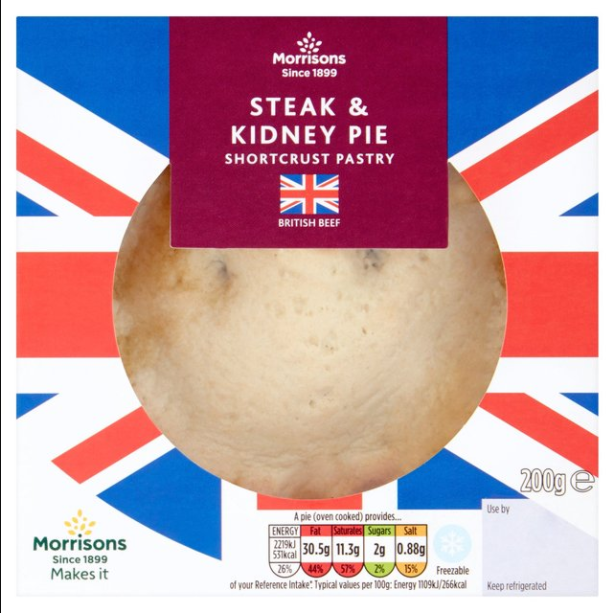 Morrisons
Since 1899
STEAK &
KIDNEY PIE
SHORTCRUST PASTRY
BRITISH BEEF
200g ℮
Use by
Morrisons
Since 1899
Makes it
A pie (oven cooked) provides...
ENERGY Fat Saturates Sugars Salt
2219kJ
531kcal 30.5g 11.3g 2g 0.88g
26% 44% 57% 2% 15%
Freezable
of your Reference Intake*. Typical values per 100g: Energy 1109kJ/266kcal
Keep refrigerated